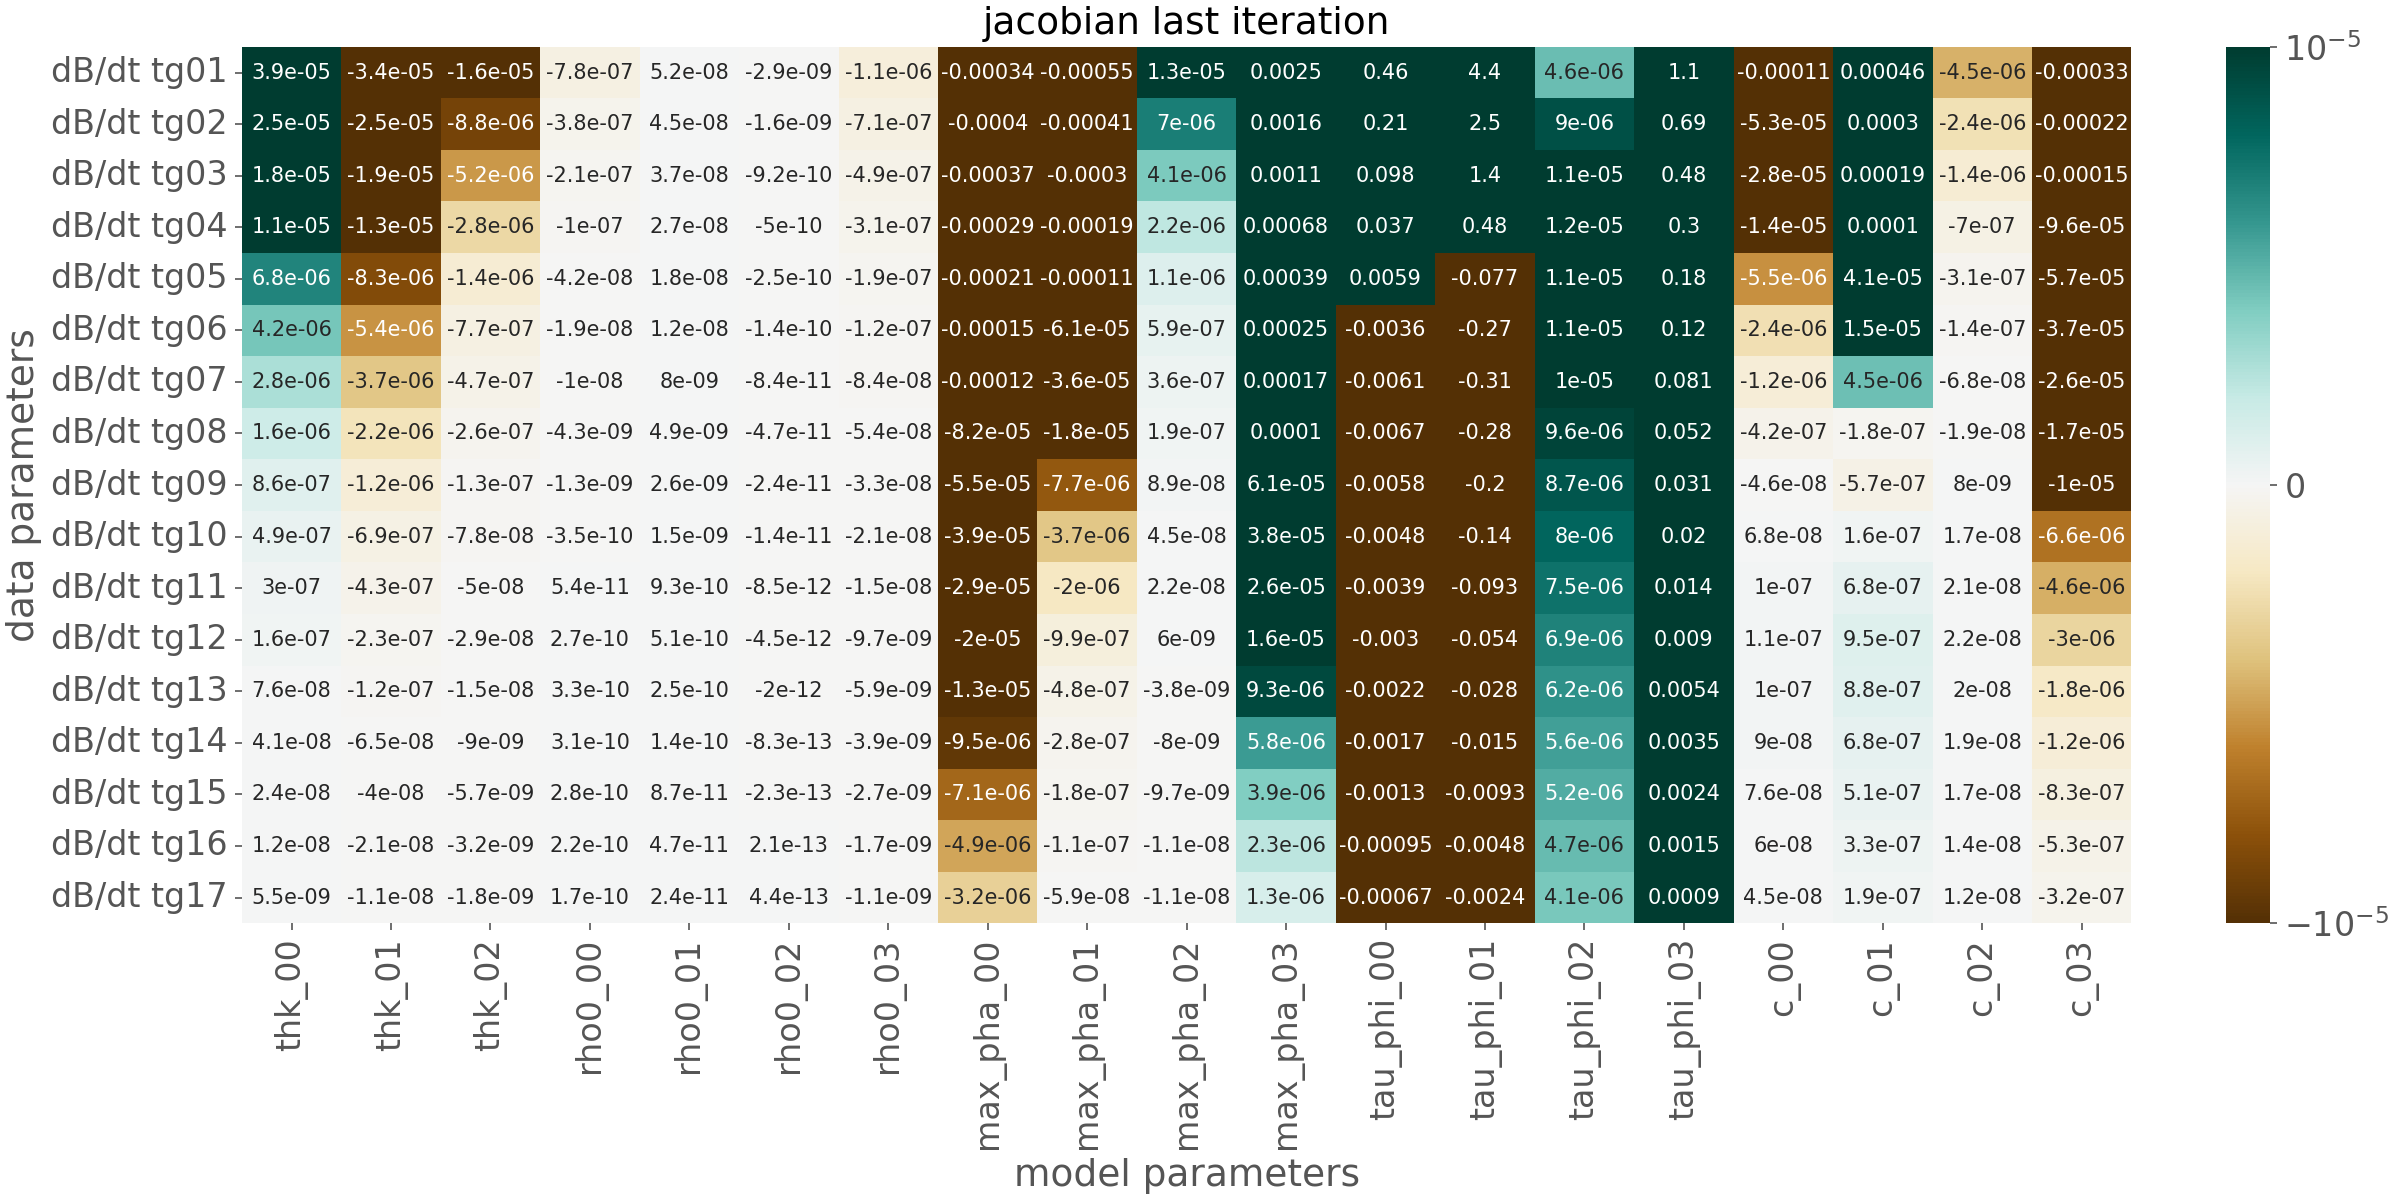 jacobian last iteration
dB/dt tg01 3.9e-05 -3.4e-05 -1.6e-05 -7.8e-07 5.2e-08 -2.9e-09 -1.1e-06 -0.00034 -0.00055 1.3e-05 0.0025 0.46 4.4 4.6e-06 1.1 -0.00011 0.00046 -4.5e-06 -0.00033
dB/dt tg02 2.5e-05 -2.5e-05 -8.8e-06 -3.8e-07 4.5e-08 -1.6e-09 -7.1e-07 -0.0004 -0.00041 7e-06 0.0016 0.21 2.5 9e-06 0.69 -5.3e-05 0.0003 -2.4e-06 -0.00022
dB/dt tg03 1.8e-05 -1.9e-05 -5.2e-06 -2.1e-07 3.7e-08 -9.2e-10 -4.9e-07 -0.00037 -0.0003 4.1e-06 0.0011 0.098 1.4 1.1e-05 0.48 -2.8e-05 0.00019 -1.4e-06 -0.00015
dB/dt tg04 1.1e-05 -1.3e-05 -2.8e-06 -1e-07 2.7e-08 -5e-10 -3.1e-07 -0.00029 -0.00019 2.2e-06 0.00068 0.037 0.48 1.2e-05 0.3 -1.4e-05 0.0001 -7e-07 -9.6e-05
dB/dt tg05 6.8e-06 -8.3e-06 -1.4e-06 -4.2e-08 1.8e-08 -2.5e-10 -1.9e-07 -0.00021 -0.00011 1.1e-06 0.00039 0.0059 -0.077 1.1e-05 0.18 -5.5e-06 4.1e-05 -3.1e-07 -5.7e-05
dB/dt tg06 4.2e-06 -5.4e-06 -7.7e-07 -1.9e-08 1.2e-08 -1.4e-10 -1.2e-07 -0.00015 -6.1e-05 5.9e-07 0.00025 -0.0036 -0.27 1.1e-05 0.12 -2.4e-06 1.5e-05 -1.4e-07 -3.7e-05
dB/dt tg07 2.8e-06 -3.7e-06 -4.7e-07 -1e-08 8e-09 -8.4e-11 -8.4e-08 -0.00012 -3.6e-05 3.6e-07 0.00017 -0.0061 -0.31 1e-05 0.081 -1.2e-06 4.5e-06 -6.8e-08 -2.6e-05
dB/dt tg08 1.6e-06 -2.2e-06 -2.6e-07 -4.3e-09 4.9e-09 -4.7e-11 -5.4e-08 -8.2e-05 -1.8e-05 1.9e-07 0.0001 -0.0067 -0.28 9.6e-06 0.052 -4.2e-07 -1.8e-07 -1.9e-08 -1.7e-05
dB/dt tg09 8.6e-07 -1.2e-06 -1.3e-07 -1.3e-09 2.6e-09 -2.4e-11 -3.3e-08 -5.5e-05 -7.7e-06 8.9e-08 6.1e-05 -0.0058 -0.2 8.7e-06 0.031 -4.6e-08 -5.7e-07 8e-09 -1e-05
dB/dt tg10 4.9e-07 -6.9e-07 -7.8e-08 -3.5e-10 1.5e-09 -1.4e-11 -2.1e-08 -3.9e-05 -3.7e-06 4.5e-08 3.8e-05 -0.0048 -0.14 8e-06 0.02 6.8e-08 1.6e-07 1.7e-08 -6.6e-06
dB/dt tg11 3e-07 -4.3e-07 -5e-08 5.4e-11 9.3e-10 -8.5e-12 -1.5e-08 -2.9e-05 -2e-06 2.2e-08 2.6e-05 -0.0039 -0.093 7.5e-06 0.014 1e-07 6.8e-07 2.1e-08 -4.6e-06
dB/dt tg12 1.6e-07 -2.3e-07 -2.9e-08 2.7e-10 5.1e-10 -4.5e-12 -9.7e-09 -2e-05 -9.9e-07 6e-09 1.6e-05 -0.003 -0.054 6.9e-06 0.009 1.1e-07 9.5e-07 2.2e-08 -3e-06
dB/dt tg13 7.6e-08 -1.2e-07 -1.5e-08 3.3e-10 2.5e-10 -2e-12 -5.9e-09 -1.3e-05 -4.8e-07 -3.8e-09 9.3e-06 -0.0022 -0.028 6.2e-06 0.0054 1e-07 8.8e-07 2e-08 -1.8e-06
dB/dt tg14 4.1e-08 -6.5e-08 -9e-09 3.1e-10 1.4e-10 -8.3e-13 -3.9e-09 -9.5e-06 -2.8e-07 -8e-09 5.8e-06 -0.0017 -0.015 5.6e-06 0.0035 9e-08 6.8e-07 1.9e-08 -1.2e-06
dB/dt tg15 2.4e-08 -4e-08 -5.7e-09 2.8e-10 8.7e-11 -2.3e-13 -2.7e-09 -7.1e-06 -1.8e-07 -9.7e-09 3.9e-06 -0.0013 -0.0093 5.2e-06 0.0024 7.6e-08 5.1e-07 1.7e-08 -8.3e-07
dB/dt tg16 1.2e-08 -2.1e-08 -3.2e-09 2.2e-10 4.7e-11 2.1e-13 -1.7e-09 -4.9e-06 -1.1e-07 -1.1e-08 2.3e-06 -0.00095 -0.0048 4.7e-06 0.0015 6e-08 3.3e-07 1.4e-08 -5.3e-07
dB/dt tg17 5.5e-09 -1.1e-08 -1.8e-09 1.7e-10 2.4e-11 4.4e-13 -1.1e-09 -3.2e-06 -5.9e-08 -1.1e-08 1.3e-06 -0.00067 -0.0024 4.1e-06 0.0009 4.5e-08 1.9e-07 1.2e-08 -3.2e-07
thk_00 thk_01 thk_02 rho0_00 rho0_01 rho0_02 rho0_03 max_pha_00 max_pha_01 max_pha_02 max_pha_03 tau_phi_00 tau_phi_01 tau_phi_02 tau_phi_03 c_00 c_01 c_02 c_03
model parameters
data parameters
10⁻⁵
0
−10⁻⁵